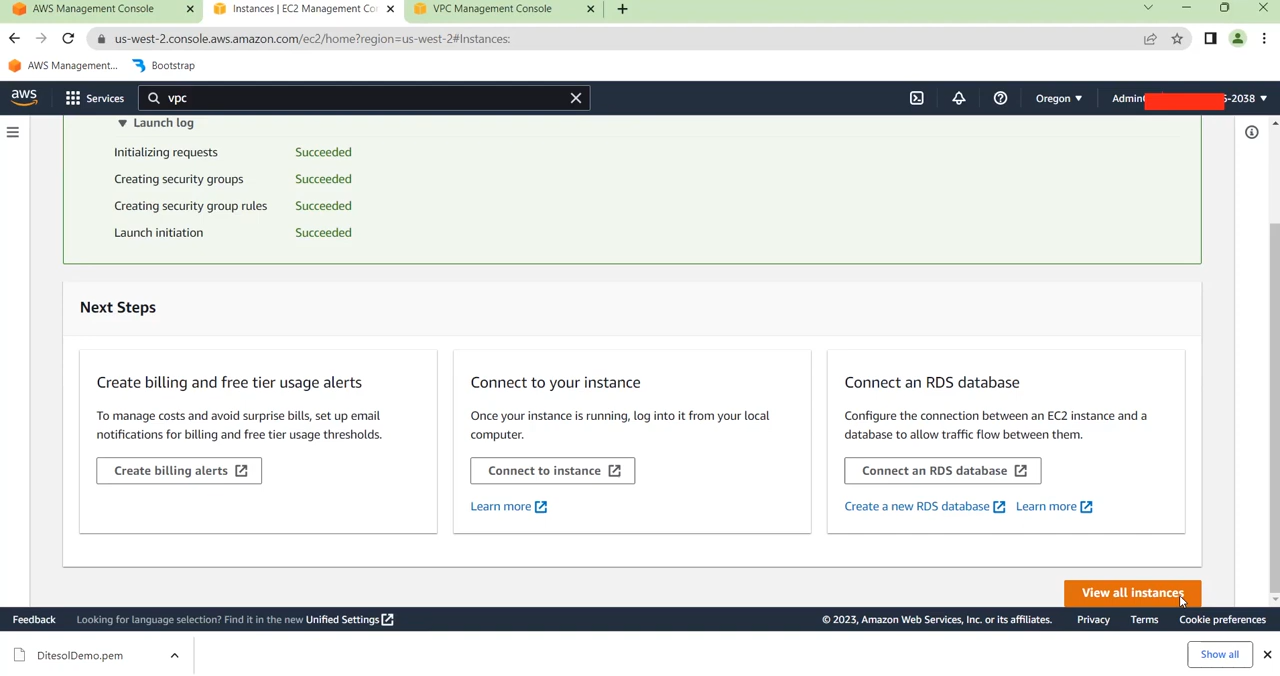 AWS Management Console
Instances | EC2 Management Con
VPC Management Console
us-west-2.console.aws.amazon.com/ec2/home?region=us-west-2#Instances:
AWS Management...
Bootstrap
aws
Services
vpc
Oregon
Admin
-2038
Launch log
Initializing requests Succeeded
Creating security groups Succeeded
Creating security group rules Succeeded
Launch initiation Succeeded
Next Steps
Create billing and free tier usage alerts
To manage costs and avoid surprise bills, set up email
notifications for billing and free tier usage thresholds.
Create billing alerts
Connect to your instance
Once your instance is running, log into it from your local
computer.
Connect to instance
Learn more
Connect an RDS database
Configure the connection between an EC2 instance and a
database to allow traffic flow between them.
Connect an RDS database
Create a new RDS database Learn more
View all instances
Feedback
Looking for language selection? Find it in the new Unified Settings
© 2023, Amazon Web Services, Inc. or its affiliates.
Privacy
Terms
Cookie preferences
DitesolDemo.pem
Show all